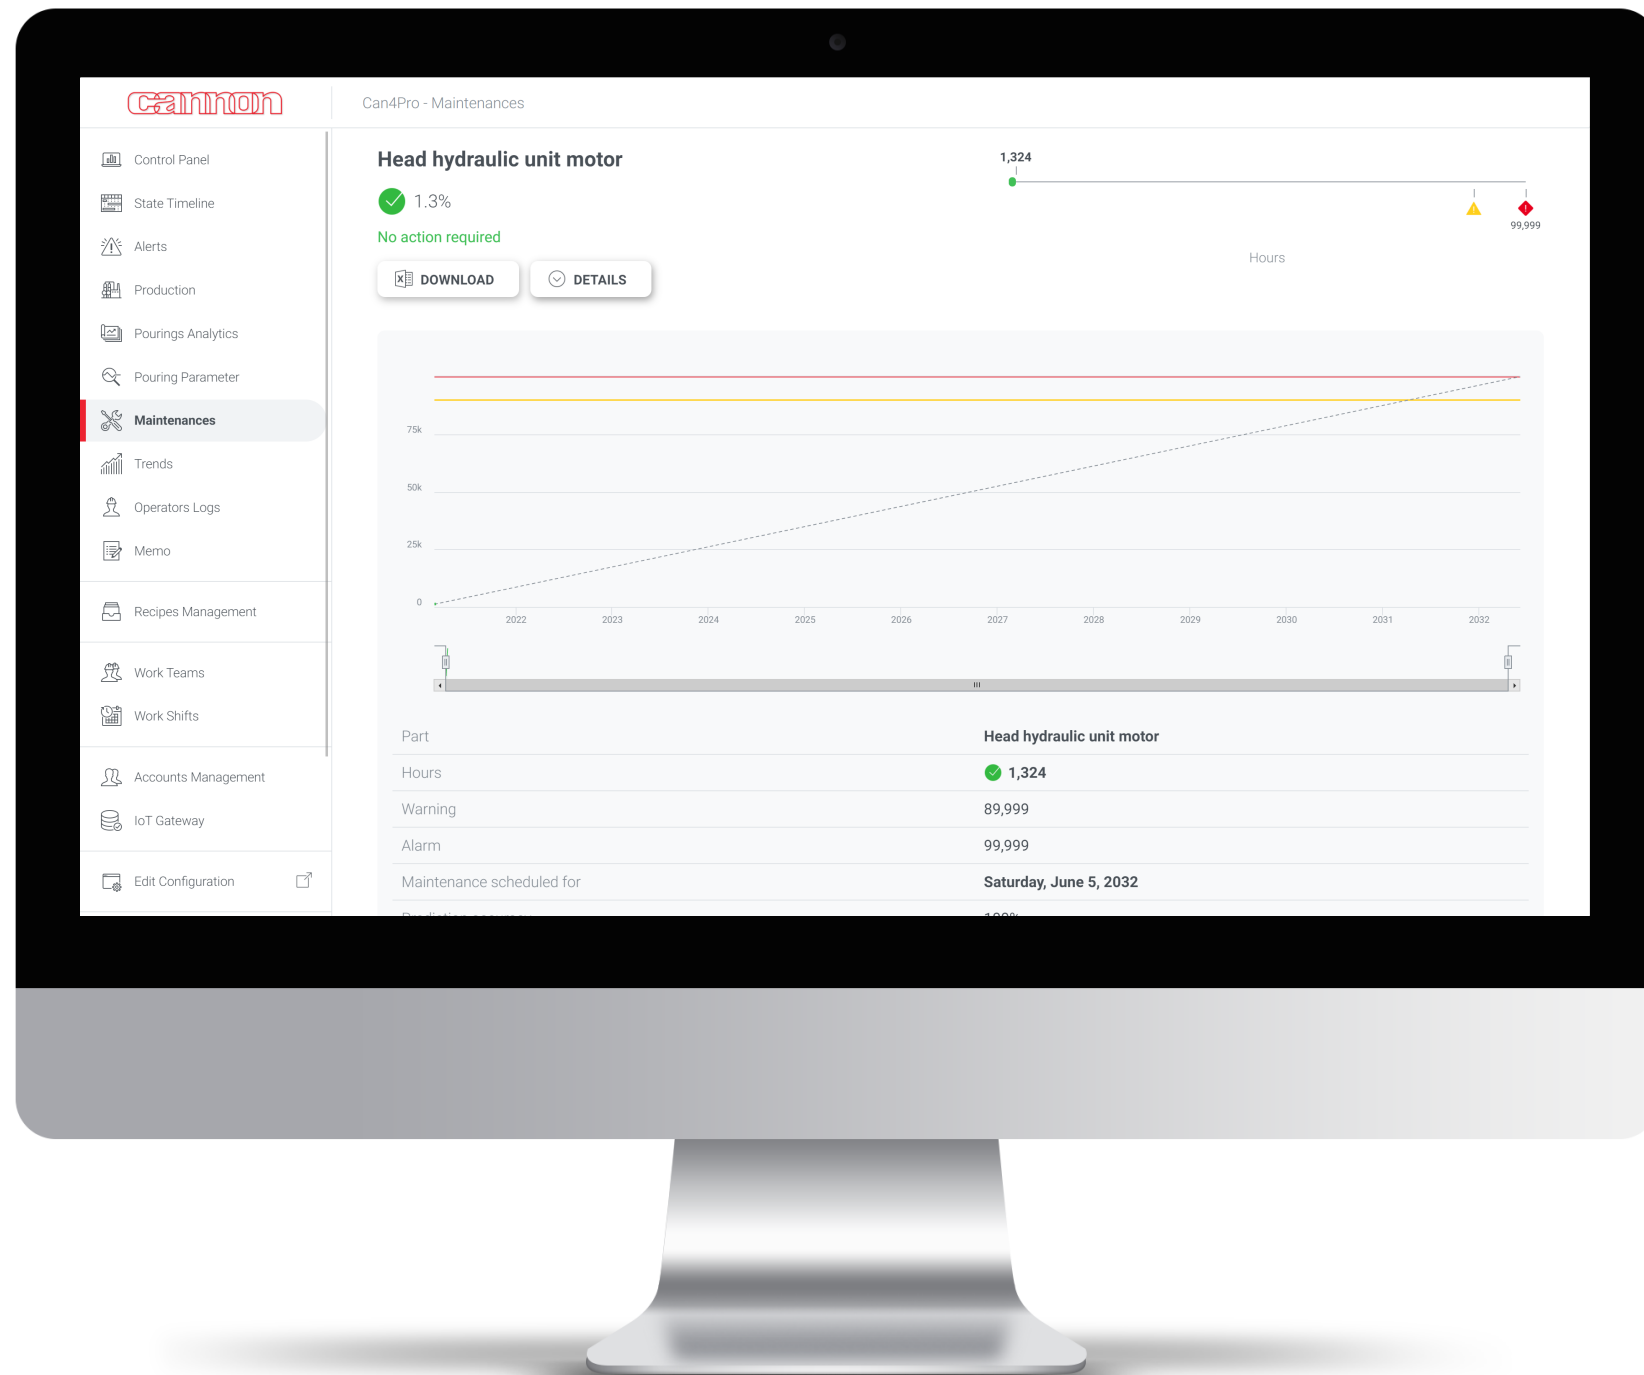 cannon
Can4Pro - Maintenances
Control Panel
State Timeline
Alerts
Production
Pourings Analytics
Pouring Parameter
Maintenances
Trends
Operators Logs
Memo
Recipes Management
Work Teams
Work Shifts
Accounts Management
IoT Gateway
Edit Configuration
Head hydraulic unit motor
1.3%
No action required
DOWNLOAD
DETAILS
1,324
99,999
Hours
75k
50k
25k
0
2022 2023 2024 2025 2026 2027 2028 2029 2030 2031 2032
Part Head hydraulic unit motor
Hours 1,324
Warning 89,999
Alarm 99,999
Maintenance scheduled for Saturday, June 5, 2032
Prediction accuracy 100%